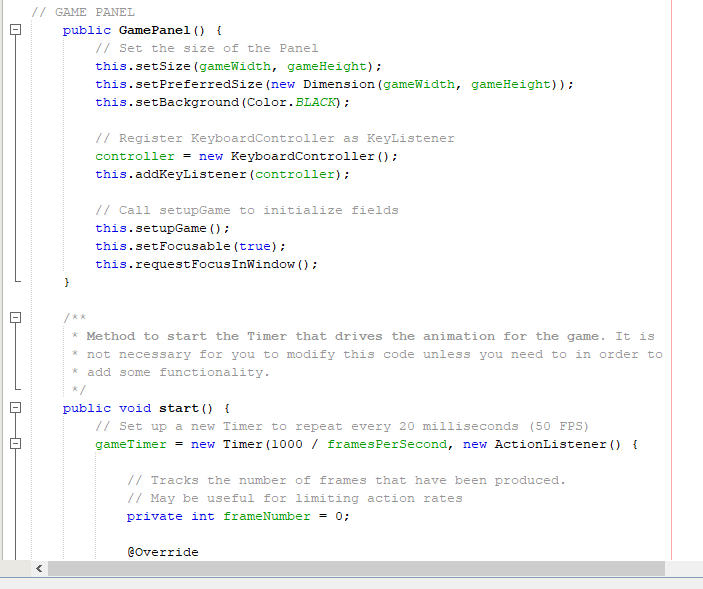 // GAME PANEL
public GamePanel() {
// Set the size of the Panel
this.setSize(gameWidth, gameHeight);
this.setPreferredSize(new Dimension(gameWidth, gameHeight));
this.setBackground(Color.BLACK);
// Register KeyboardController as KeyListener
controller = new KeyboardController();
this.addKeyListener(controller);
// Call setupGame to initialize fields
this.setupGame();
this.setFocusable(true);
this.requestFocusInWindow();
}
/**
* Method to start the Timer that drives the animation for the game. It is
* not necessary for you to modify this code unless you need to in order to
* add some functionality.
*/
public void start() {
// Set up a new Timer to repeat every 20 milliseconds (50 FPS)
gameTimer = new Timer(1000 / framesPerSecond, new ActionListener() {
// Tracks the number of frames that have been produced.
// May be useful for limiting action rates
private int frameNumber = 0;
@Override